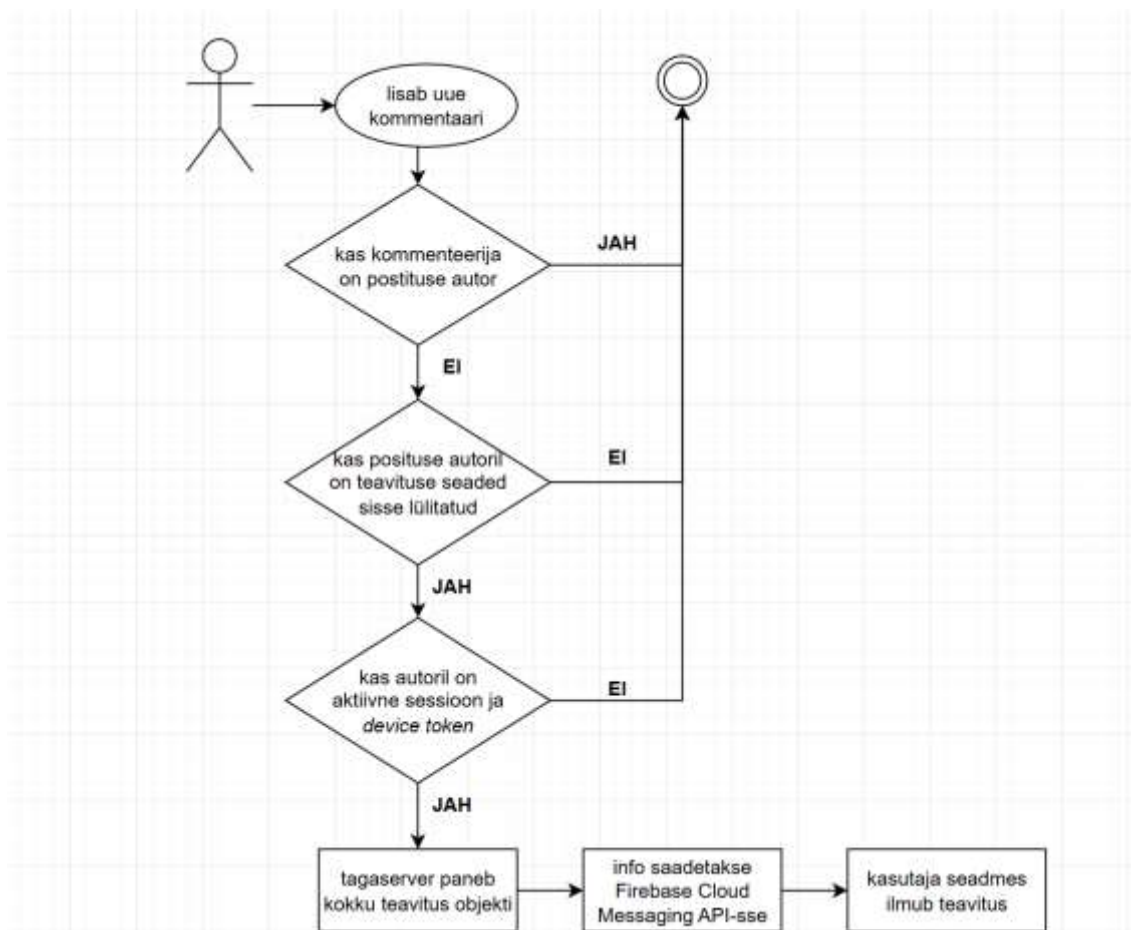 lisab uue
kommentaari
kas kommenteerija
on postituse autor
JAH
EI
kas posituse autoril
on teavituse seaded
sisse lülitatud
EI
JAH
kas autoril on
aktiivne sessioon ja
device token
EI
JAH
tagaserver paneb
kokku teavitus objekti
info saadetakse
Firebase Cloud
Messaging API-sse
kasutaja seadmes
ilmub teavitus